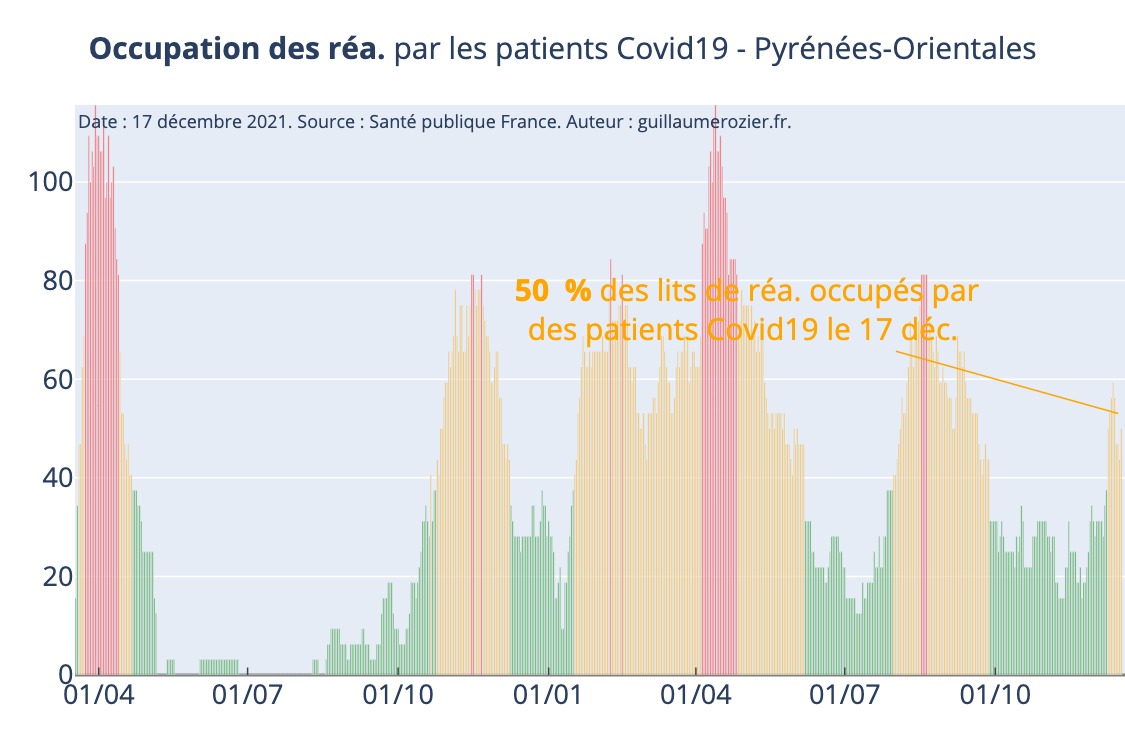 Occupation des réa. par les patients Covid19 - Pyrénées-Orientales
Date : 17 décembre 2021. Source : Santé publique France. Auteur : guillaumerozier.fr.
100
80
50 % des lits de réa. occupés par
des patients Covid19 le 17 déc.
60
40
20
0
01/04 01/07 01/10 01/01 01/04 01/07 01/10